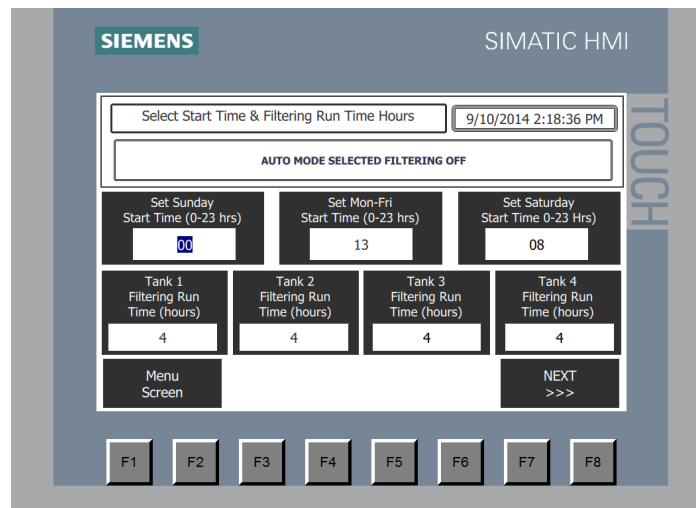 SIEMENS
SIMATIC HMI
TOUCH
Select Start Time & Filtering Run Time Hours
9/10/2014 2:18:36 PM
AUTO MODE SELECTED FILTERING OFF
Set Sunday
Start Time (0-23 hrs)
00
Set Mon-Fri
Start Time (0-23 hrs)
13
Set Saturday
Start Time 0-23 Hrs)
08
Tank 1
Filtering Run
Time (hours)
4
Tank 2
Filtering Run
Time (hours)
4
Tank 3
Filtering Run
Time (hours)
4
Tank 4
Filtering Run
Time (hours)
4
Menu
Screen
NEXT
>>>
F1
F2
F3
F4
F5
F6
F7
F8